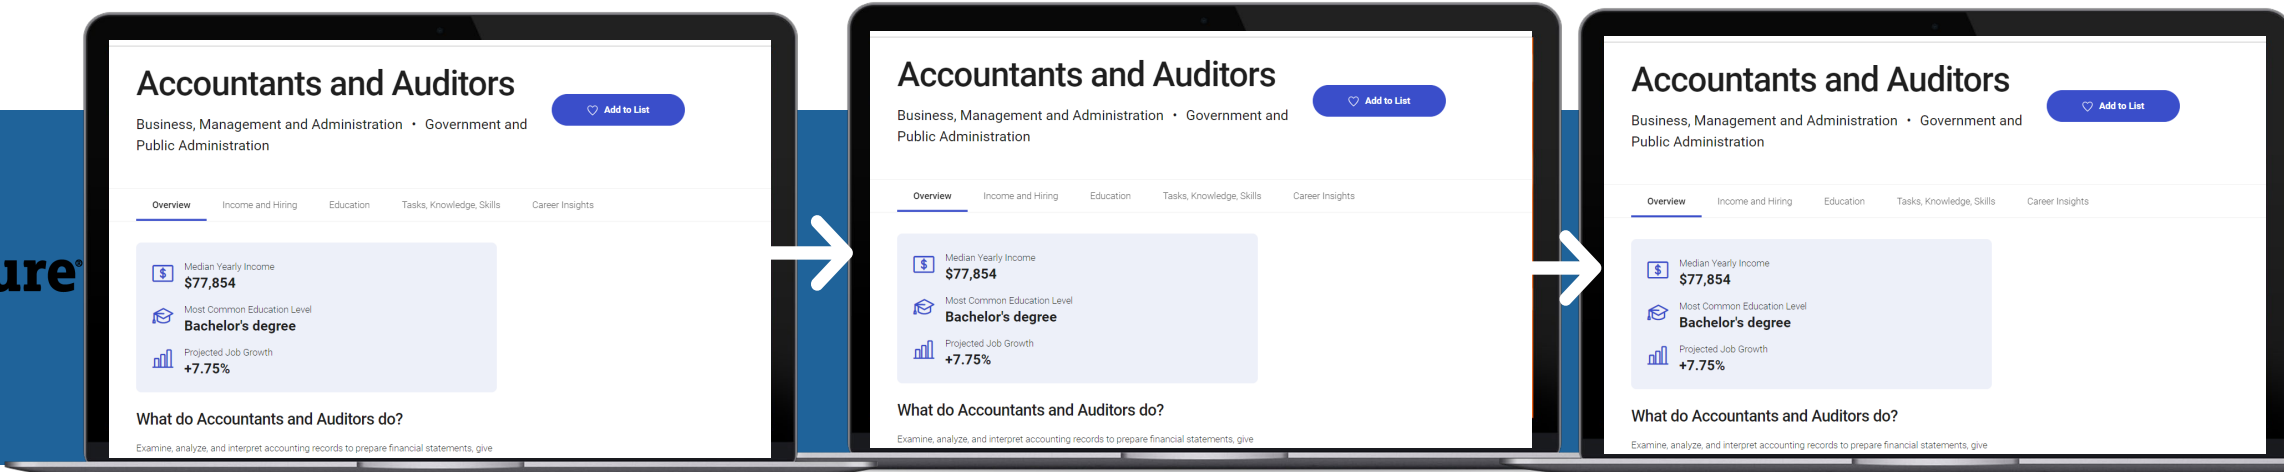 ure®
Accountants and Auditors
Add to List
Business, Management and Administration • Government and
Public Administration
Overview Income and Hiring Education Tasks, Knowledge, Skills Career Insights
Median Yearly Income
$77,854
Most Common Education Level
Bachelor's degree
Projected Job Growth
+7.75%
What do Accountants and Auditors do?
Examine, analyze, and interpret accounting records to prepare financial statements, give
Accountants and Auditors
Add to List
Business, Management and Administration • Government and
Public Administration
Overview Income and Hiring Education Tasks, Knowledge, Skills Career Insights
Median Yearly Income
$77,854
Most Common Education Level
Bachelor's degree
Projected Job Growth
+7.75%
What do Accountants and Auditors do?
Examine, analyze, and interpret accounting records to prepare financial statements, give
Accountants and Auditors
Add to List
Business, Management and Administration • Government and
Public Administration
Overview Income and Hiring Education Tasks, Knowledge, Skills Career Insights
Median Yearly Income
$77,854
Most Common Education Level
Bachelor's degree
Projected Job Growth
+7.75%
What do Accountants and Auditors do?
Examine, analyze, and interpret accounting records to prepare financial statements, give